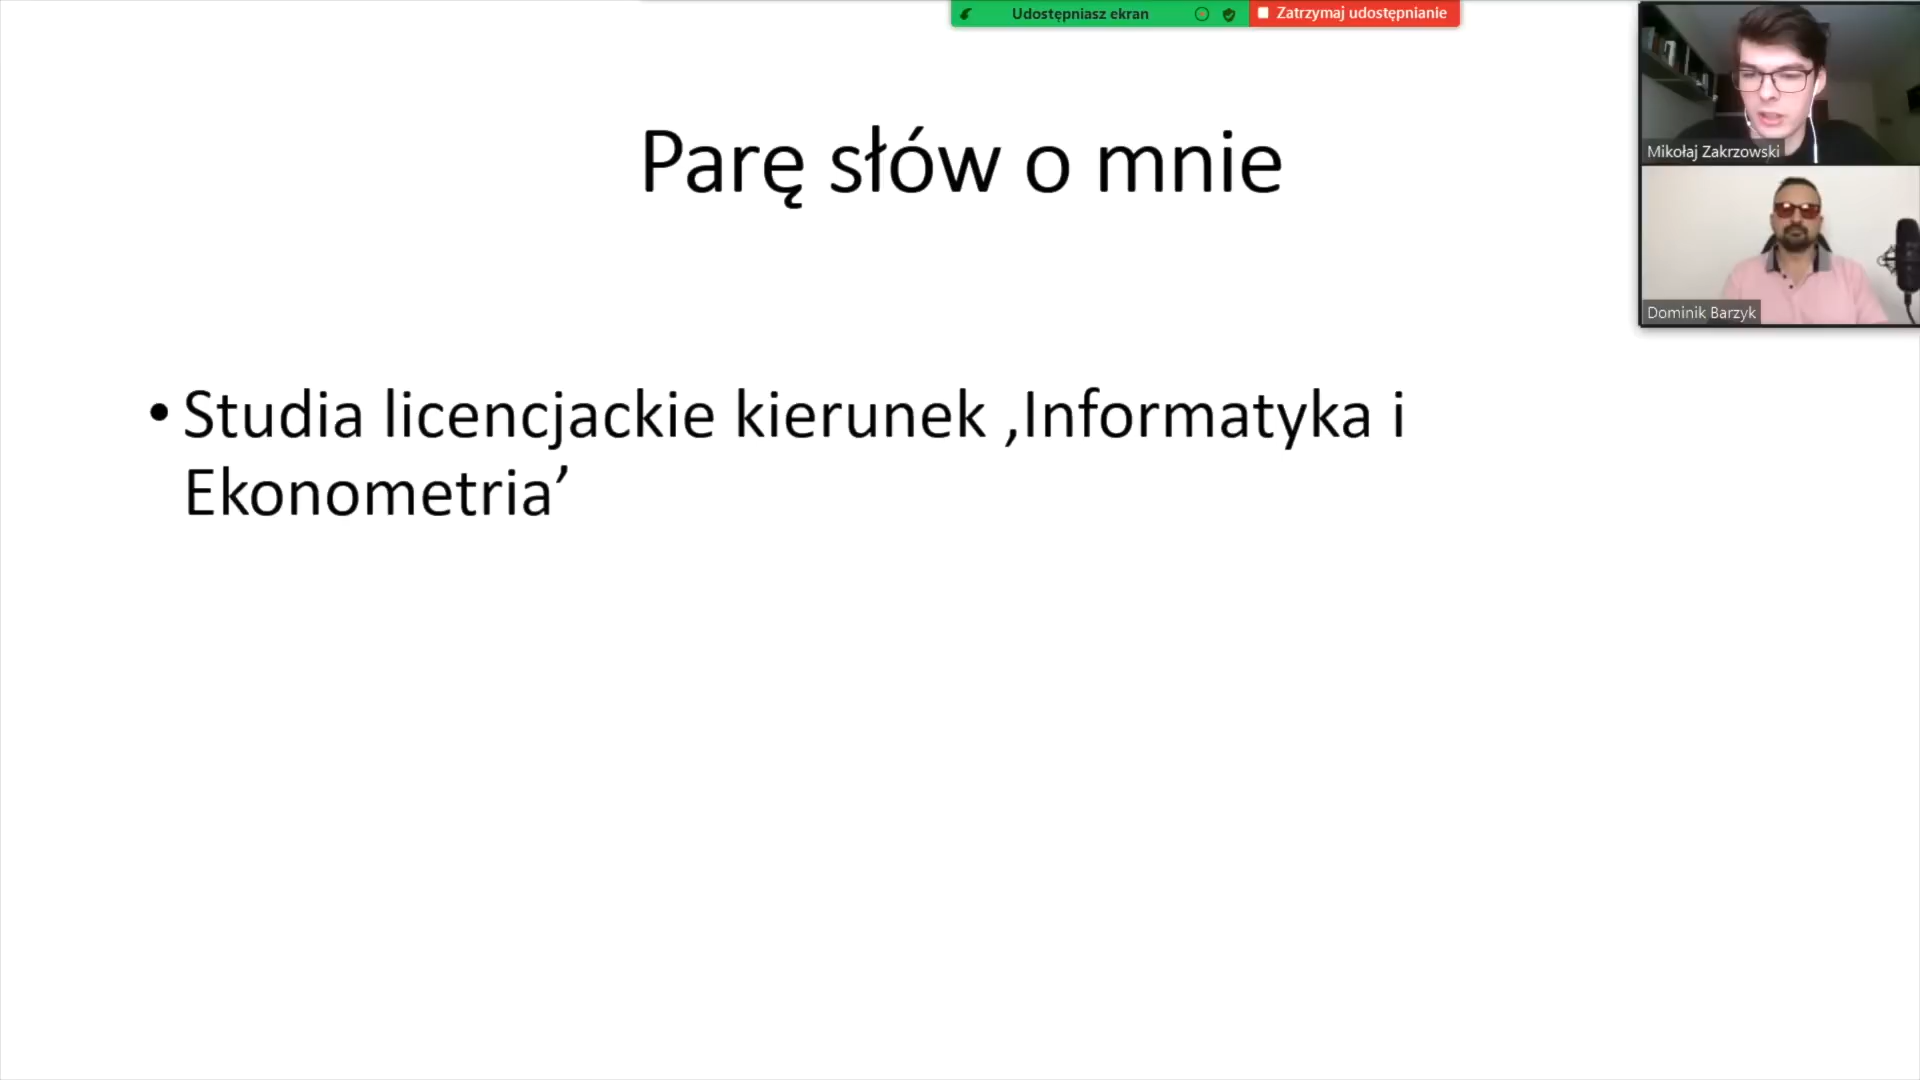 Udostępniasz ekran
Zatrzymaj udostępnianie
Mikołaj Zakrzowski
Dominik Barzyk
Parę słów o mnie
• Studia licencjackie kierunek ‚Informatyka i
Ekonometria’